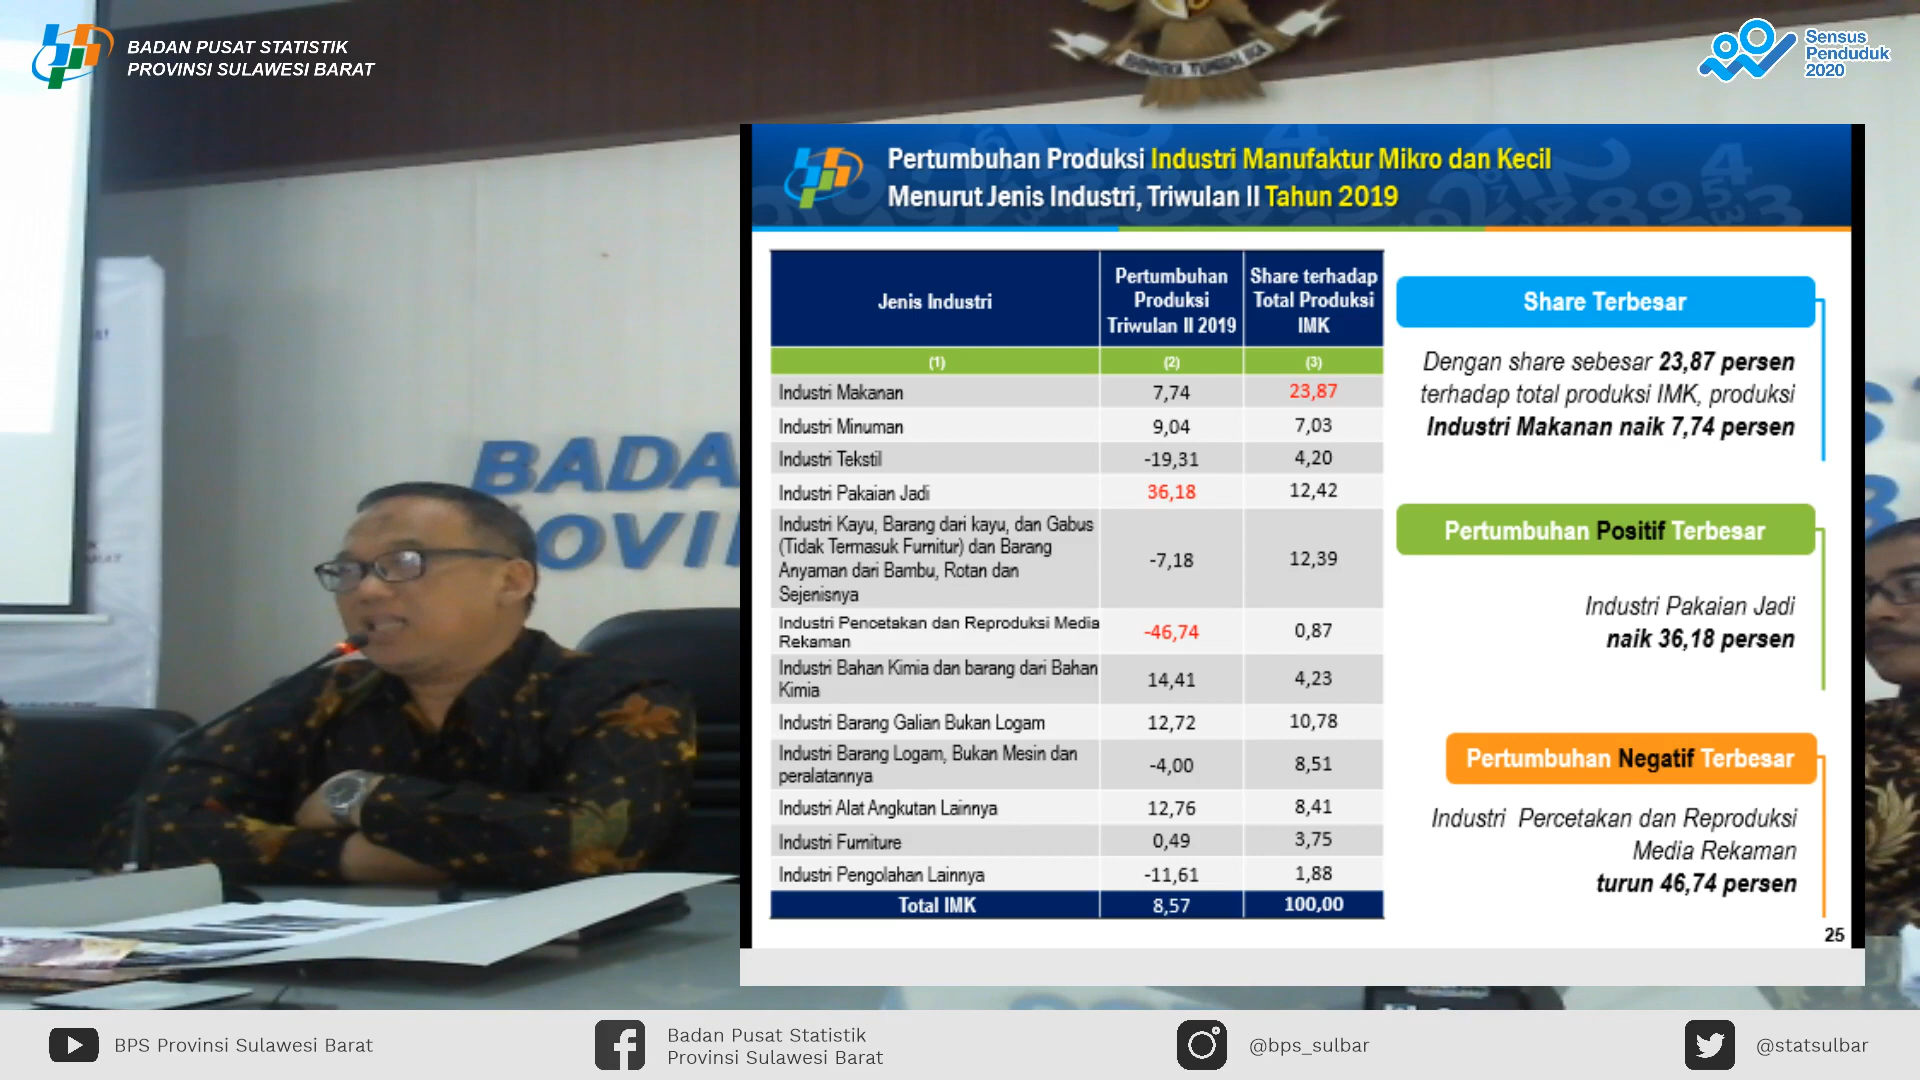 BADAN PUSAT STATISTIK
PROVINSI SULAWESI BARAT
Sensus
Penduduk
2020
BHINNEKA TUNGGAL IKA
BADA
ROVI
Pertumbuhan Produksi Industri Manufaktur Mikro dan Kecil
Menurut Jenis Industri, Triwulan II Tahun 2019
Jenis Industri
Pertumbuhan
Produksi
Triwulan II 2019
Share terhadap
Total Produksi
IMK
(1) (2) (3)
Industri Makanan 7,74 23,87
Industri Minuman 9,04 7,03
Industri Tekstil -19,31 4,20
Industri Pakaian Jadi 36,18 12,42
Industri Kayu, Barang dari kayu, dan Gabus
(Tidak Termasuk Furnitur) dan Barang
Anyaman dari Bambu, Rotan dan
Sejenisnya
-7,18 12,39
Industri Pencetakan dan Reproduksi Media
Rekaman
-46,74 0,87
Industri Bahan Kimia dan barang dari Bahan
Kimia
14,41 4,23
Industri Barang Galian Bukan Logam 12,72 10,78
Industri Barang Logam, Bukan Mesin dan
peralatannya
-4,00 8,51
Industri Alat Angkutan Lainnya 12,76 8,41
Industri Furniture 0,49 3,75
Industri Pengolahan Lainnya -11,61 1,88
Total IMK 8,57 100,00
Share Terbesar
Dengan share sebesar 23,87 persen
terhadap total produksi IMK, produksi
Industri Makanan naik 7,74 persen
Pertumbuhan Positif Terbesar
Industri Pakaian Jadi
naik 36,18 persen
Pertumbuhan Negatif Terbesar
Industri Percetakan dan Reproduksi
Media Rekaman
turun 46,74 persen
25
BPS Provinsi Sulawesi Barat
Badan Pusat Statistik
Provinsi Sulawesi Barat
@bps_sulbar
@statsulbar